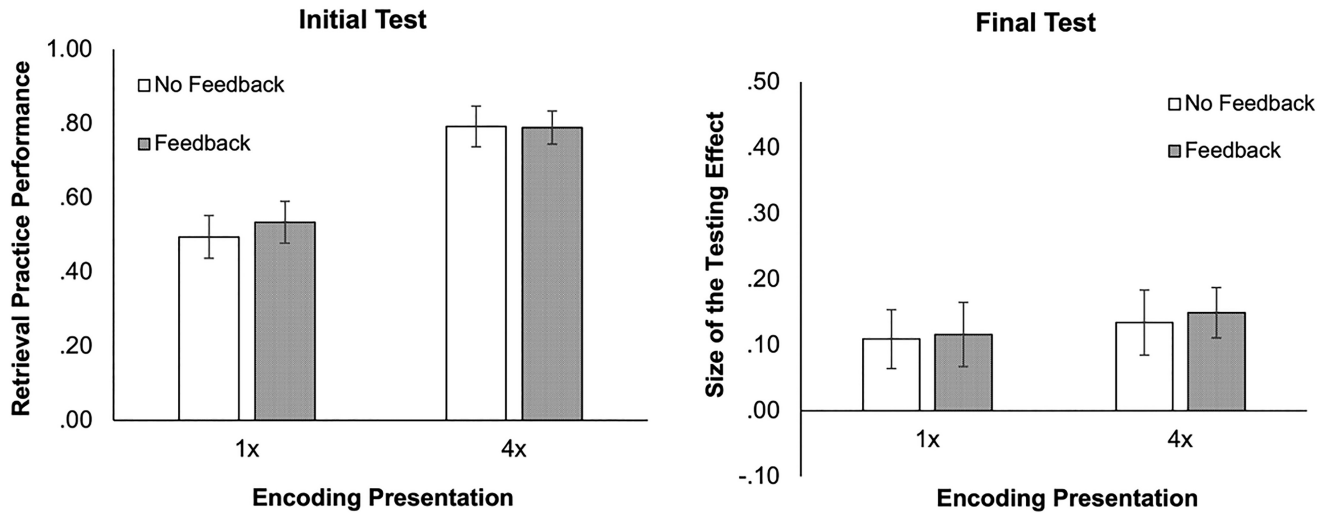 Initial Test
Retrieval Practice Performance
1.00
.80
.60
.40
.20
.00
No Feedback
Feedback
1x 4x
Encoding Presentation
Final Test
Size of the Testing Effect
.50
.40
.30
.20
.10
.00
-.10
No Feedback
Feedback
1x 4x
Encoding Presentation